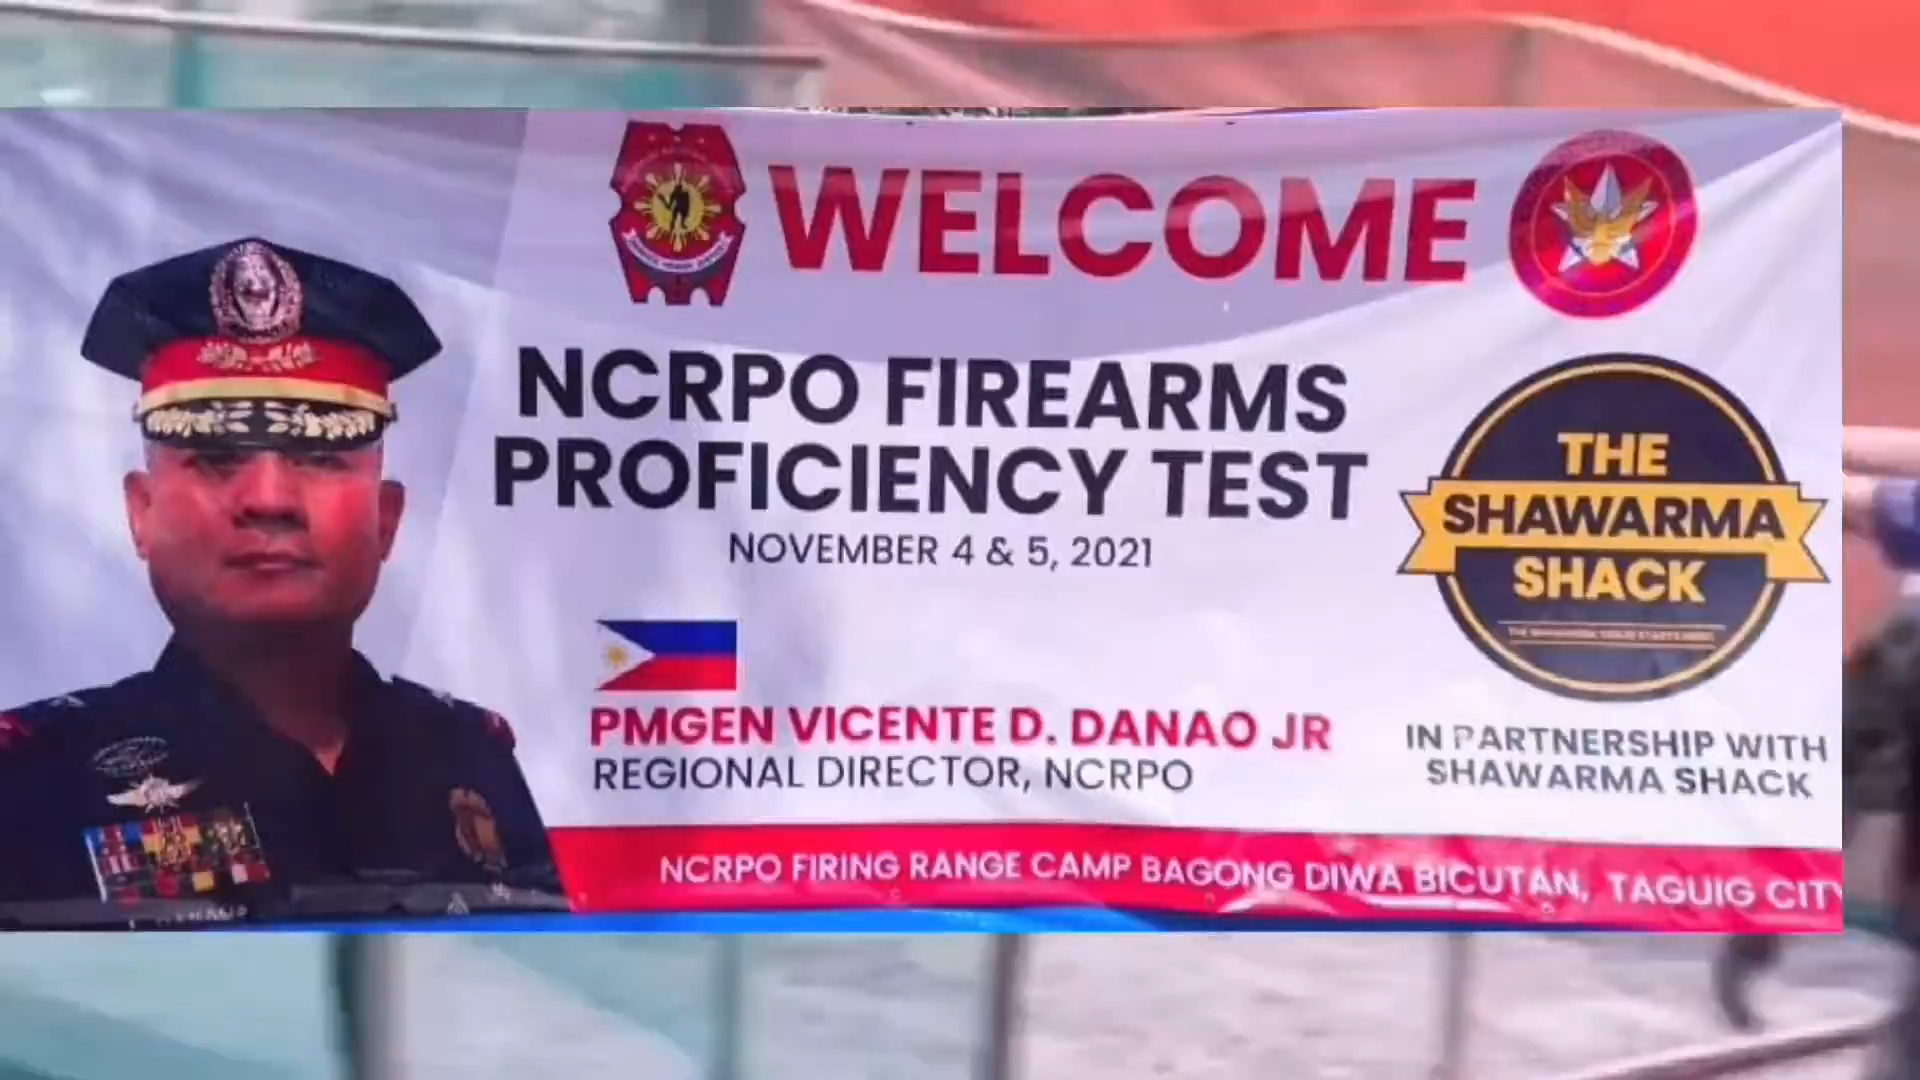 WELCOME
NCRPO FIREARMS
PROFICIENCY TEST
NOVEMBER 4 & 5, 2021
THE
SHAWARMA
SHACK
PMGEN VICENTE D. DANAO JR
REGIONAL DIRECTOR, NCRPO
IN PARTNERSHIP WITH
SHAWARMA SHACK
NCRPO FIRING RANGE CAMP BAGONG DIWA BICUTAN, TAGUIG CITY